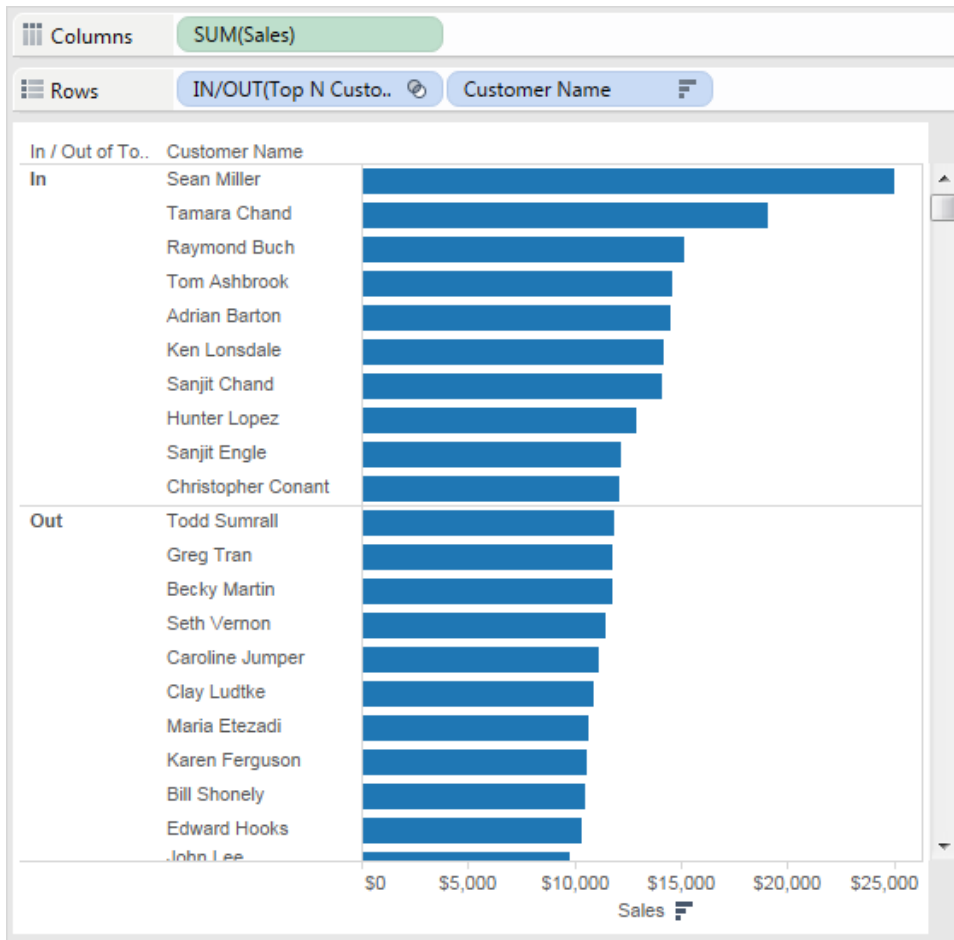 Columns SUM(Sales)
Rows IN/OUT(Top N Custo.. Customer Name
In / Out of To.. Customer Name
In Sean Miller
Tamara Chand
Raymond Buch
Tom Ashbrook
Adrian Barton
Ken Lonsdale
Sanjit Chand
Hunter Lopez
Sanjit Engle
Christopher Conant
Out Todd Sumrall
Greg Tran
Becky Martin
Seth Vernon
Caroline Jumper
Clay Ludtke
Maria Etezadi
Karen Ferguson
Bill Shonely
Edward Hooks
John Lee
$0 $5,000 $10,000 $15,000 $20,000 $25,000
Sales